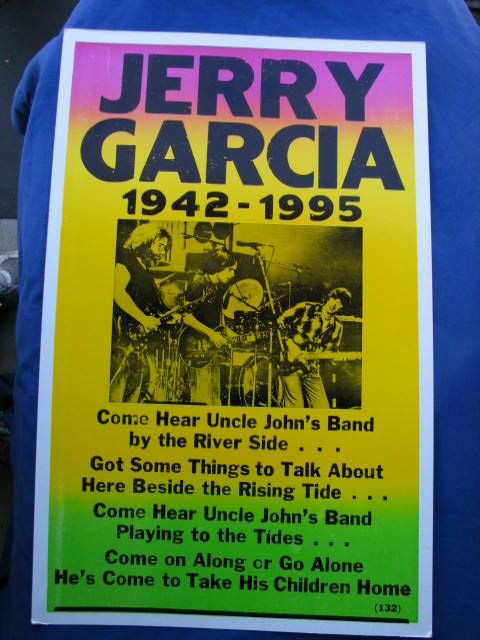 JERRY
GARCIA
1942-1995
Come Hear Uncle John's Band
by the River Side . . .
Got Some Things to Talk About
Here Beside the Rising Tide . . .
Come Hear Uncle John's Band
Playing to the Tides . . .
Come on Along or Go Alone
He's Come to Take His Children Home
(132)